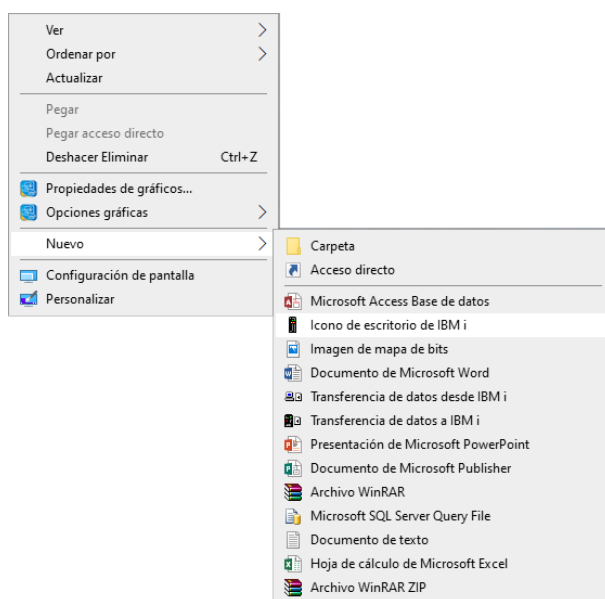 Ver
Ordenar por
Actualizar
Pegar
Pegar acceso directo
Deshacer Eliminar Ctrl+Z
Propiedades de gráficos...
Opciones gráficas
Nuevo
Configuración de pantalla
Personalizar
Carpeta
Acceso directo
Microsoft Access Base de datos
Icono de escritorio de IBM i
Imagen de mapa de bits
Documento de Microsoft Word
Transferencia de datos desde IBM i
Transferencia de datos a IBM i
Presentación de Microsoft PowerPoint
Documento de Microsoft Publisher
Archivo WinRAR
Microsoft SQL Server Query File
Documento de texto
Hoja de cálculo de Microsoft Excel
Archivo WinRAR ZIP